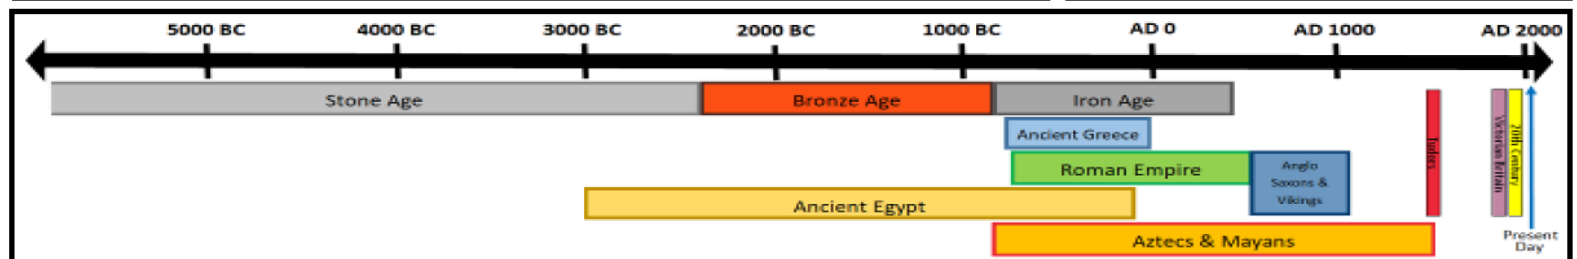 5000 BC 4000 BC 3000 BC 2000 BC 1000 BC AD 0 AD 1000 AD 2000
Stone Age Bronze Age Iron Age
Ancient Greece
Roman Empire
Anglo
Saxons &
Vikings
Ancient Egypt
Aztecs & Mayans
Tudors
Victorian Britain
20th Century
Present
Day